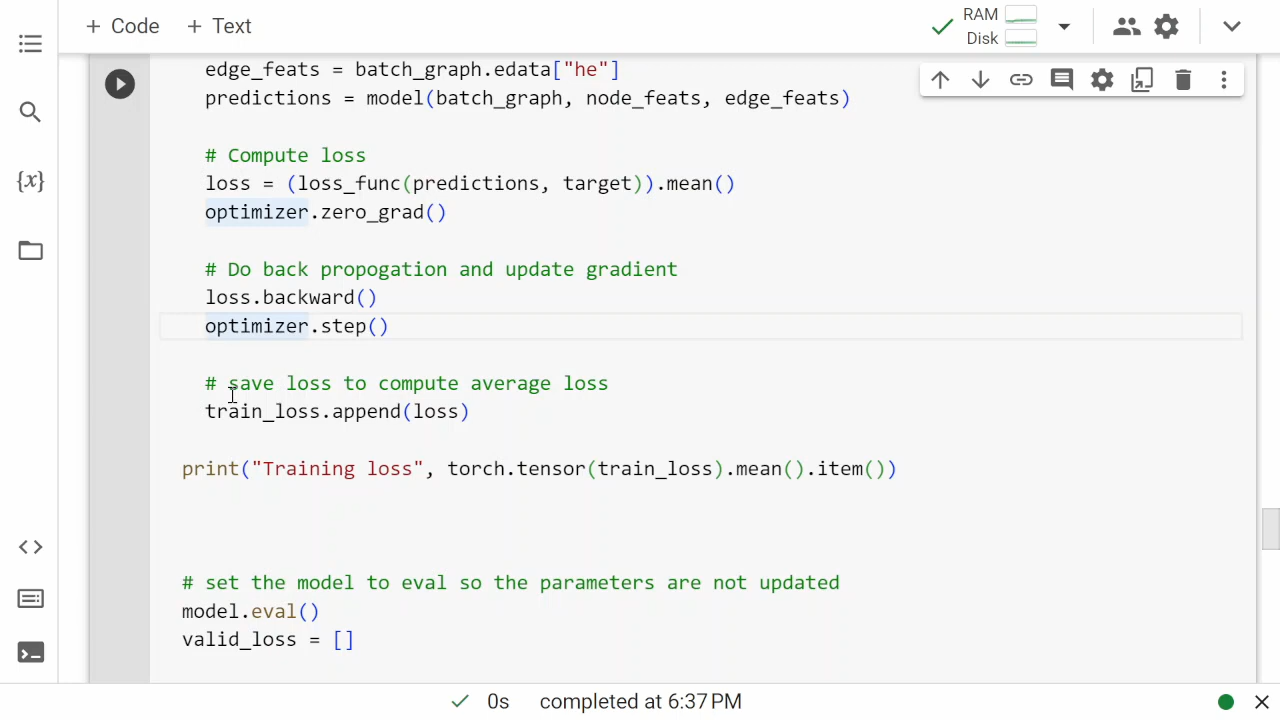 + Code + Text
RAM
Disk
edge_feats = batch_graph.edata["he"]
predictions = model(batch_graph, node_feats, edge_feats)
# Compute loss
loss = (loss_func(predictions, target)).mean()
optimizer.zero_grad()
# Do back propogation and update gradient
loss.backward()
optimizer.step()
# save loss to compute average loss
train_loss.append(loss)
print("Training loss", torch.tensor(train_loss).mean().item())
# set the model to eval so the parameters are not updated
model.eval()
valid_loss = []
{x}
0s completed at 6:37 PM